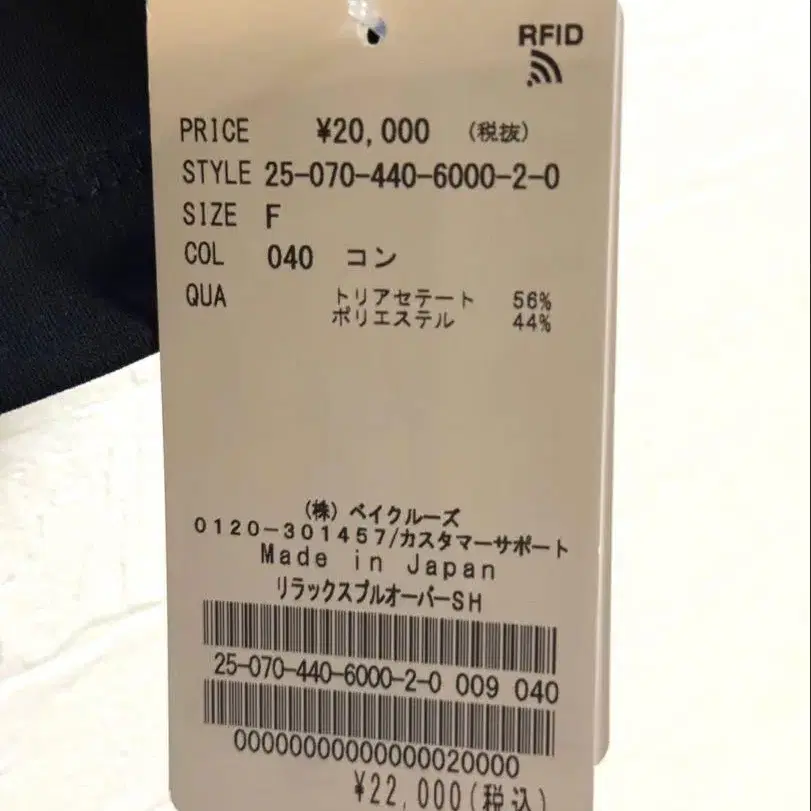 RFID
PRICE ¥20,000 (税抜)
STYLE 25-070-440-6000-2-0
SIZE F
COL 040 コン
QUA トリアセテート 56%
ポリエステル 44%
(株) ベイクルーズ
0120-301457/カスタマーサポート
Made in Japan
リラックスプルオーバーSH
25-070-440-6000-2-0 009 040
00000000000000020000
¥22,000(税込)